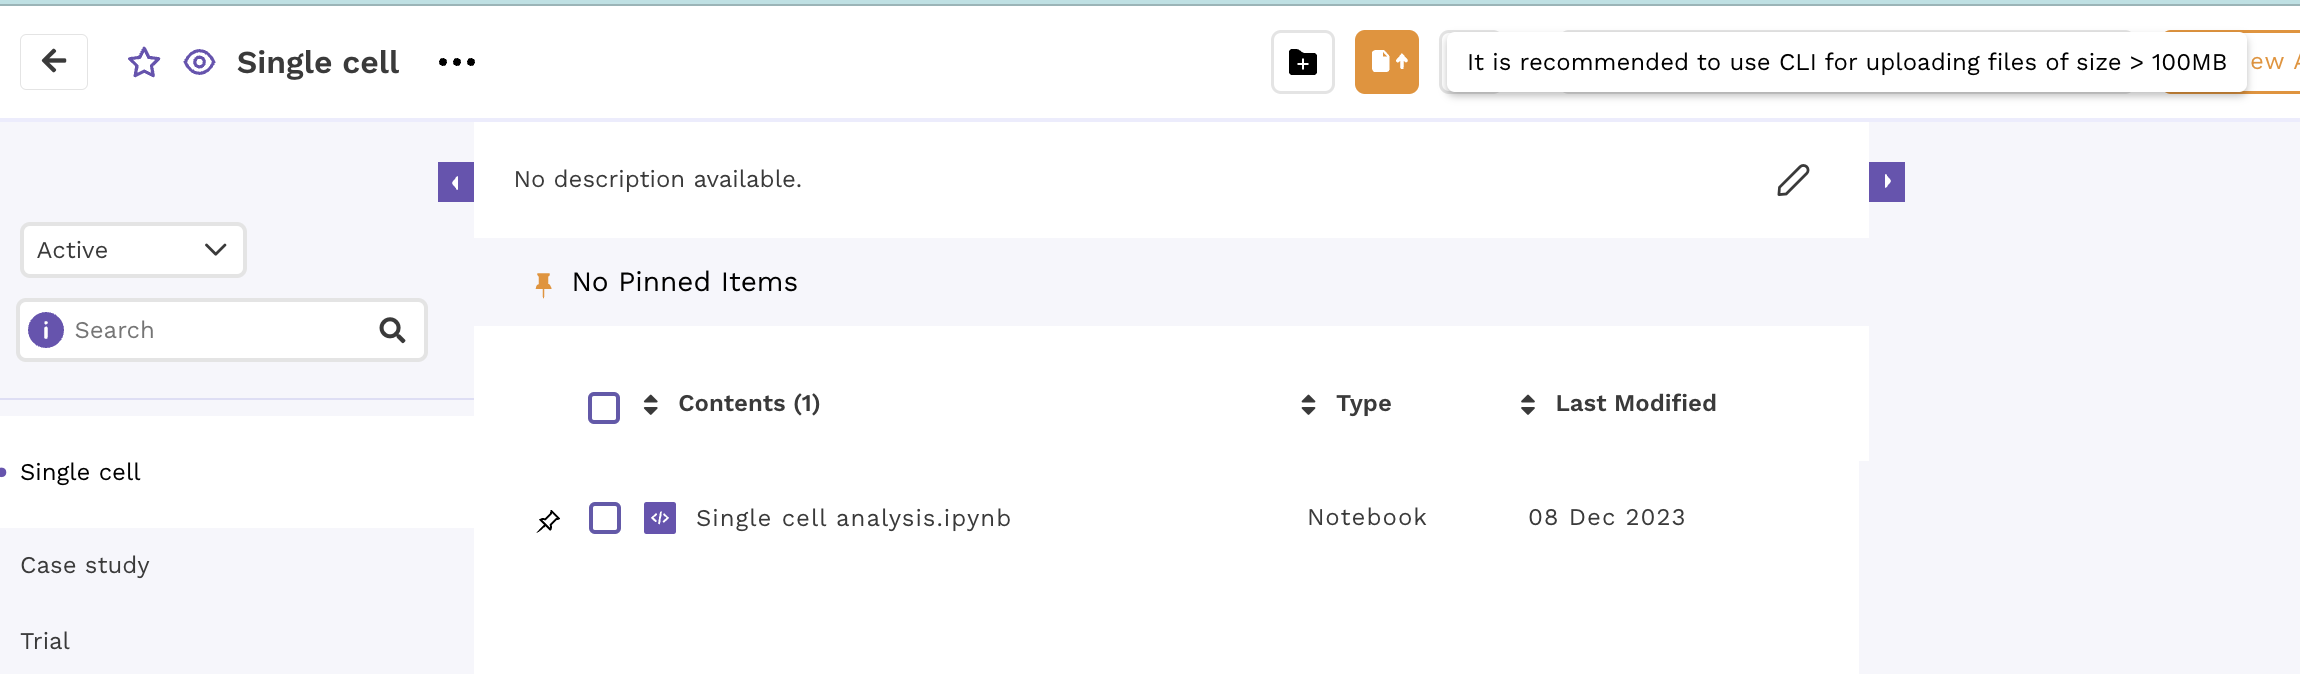 Single cell
It is recommended to use CLI for uploading files of size > 100MB
ew A
No description available.
Active
No Pinned Items
Search
Contents (1) Type Last Modified
Single cell
Single cell analysis.ipynb Notebook 08 Dec 2023
Case study
Trial